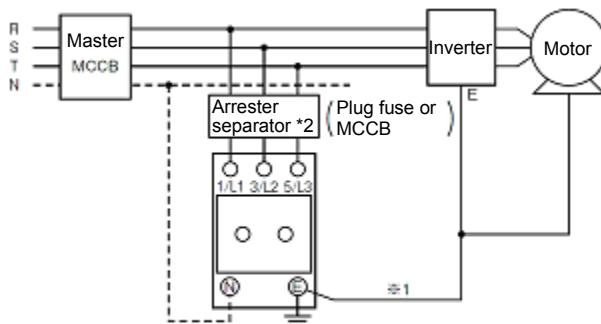 R
S
T
N
Master
MCCB
Inverter
Motor
E
Arrester
separator *2
(Plug fuse or
MCCB)
1/L1 3/L2 5/L3
N
E
※1